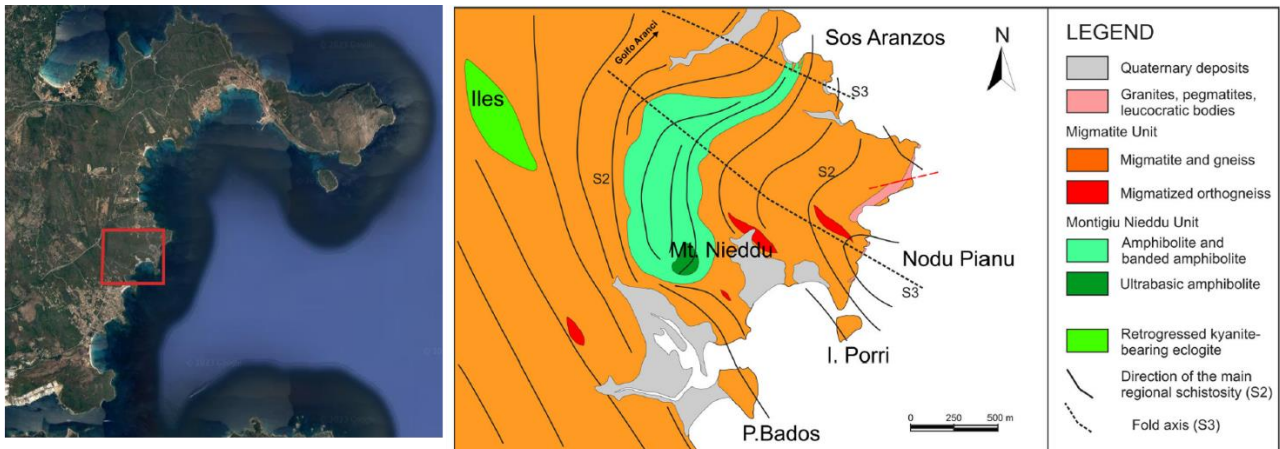 Golfo Aranci
Sos Aranzos
N
Iles
S3
S2
S2
Mt. Nieddu
Nodu Pianu
S3
I. Porri
P.Bados
0 250 500 m
LEGEND
Quaternary deposits
Granites, pegmatites,
leucocratic bodies
Migmatite Unit
Migmatite and gneiss
Migmatized orthogneiss
Montigiu Nieddu Unit
Amphibolite and
banded amphibolite
Ultrabasic amphibolite
Retrogressed kyanite-
bearing eclogite
Direction of the main
regional schistosity (S2)
Fold axis (S3)